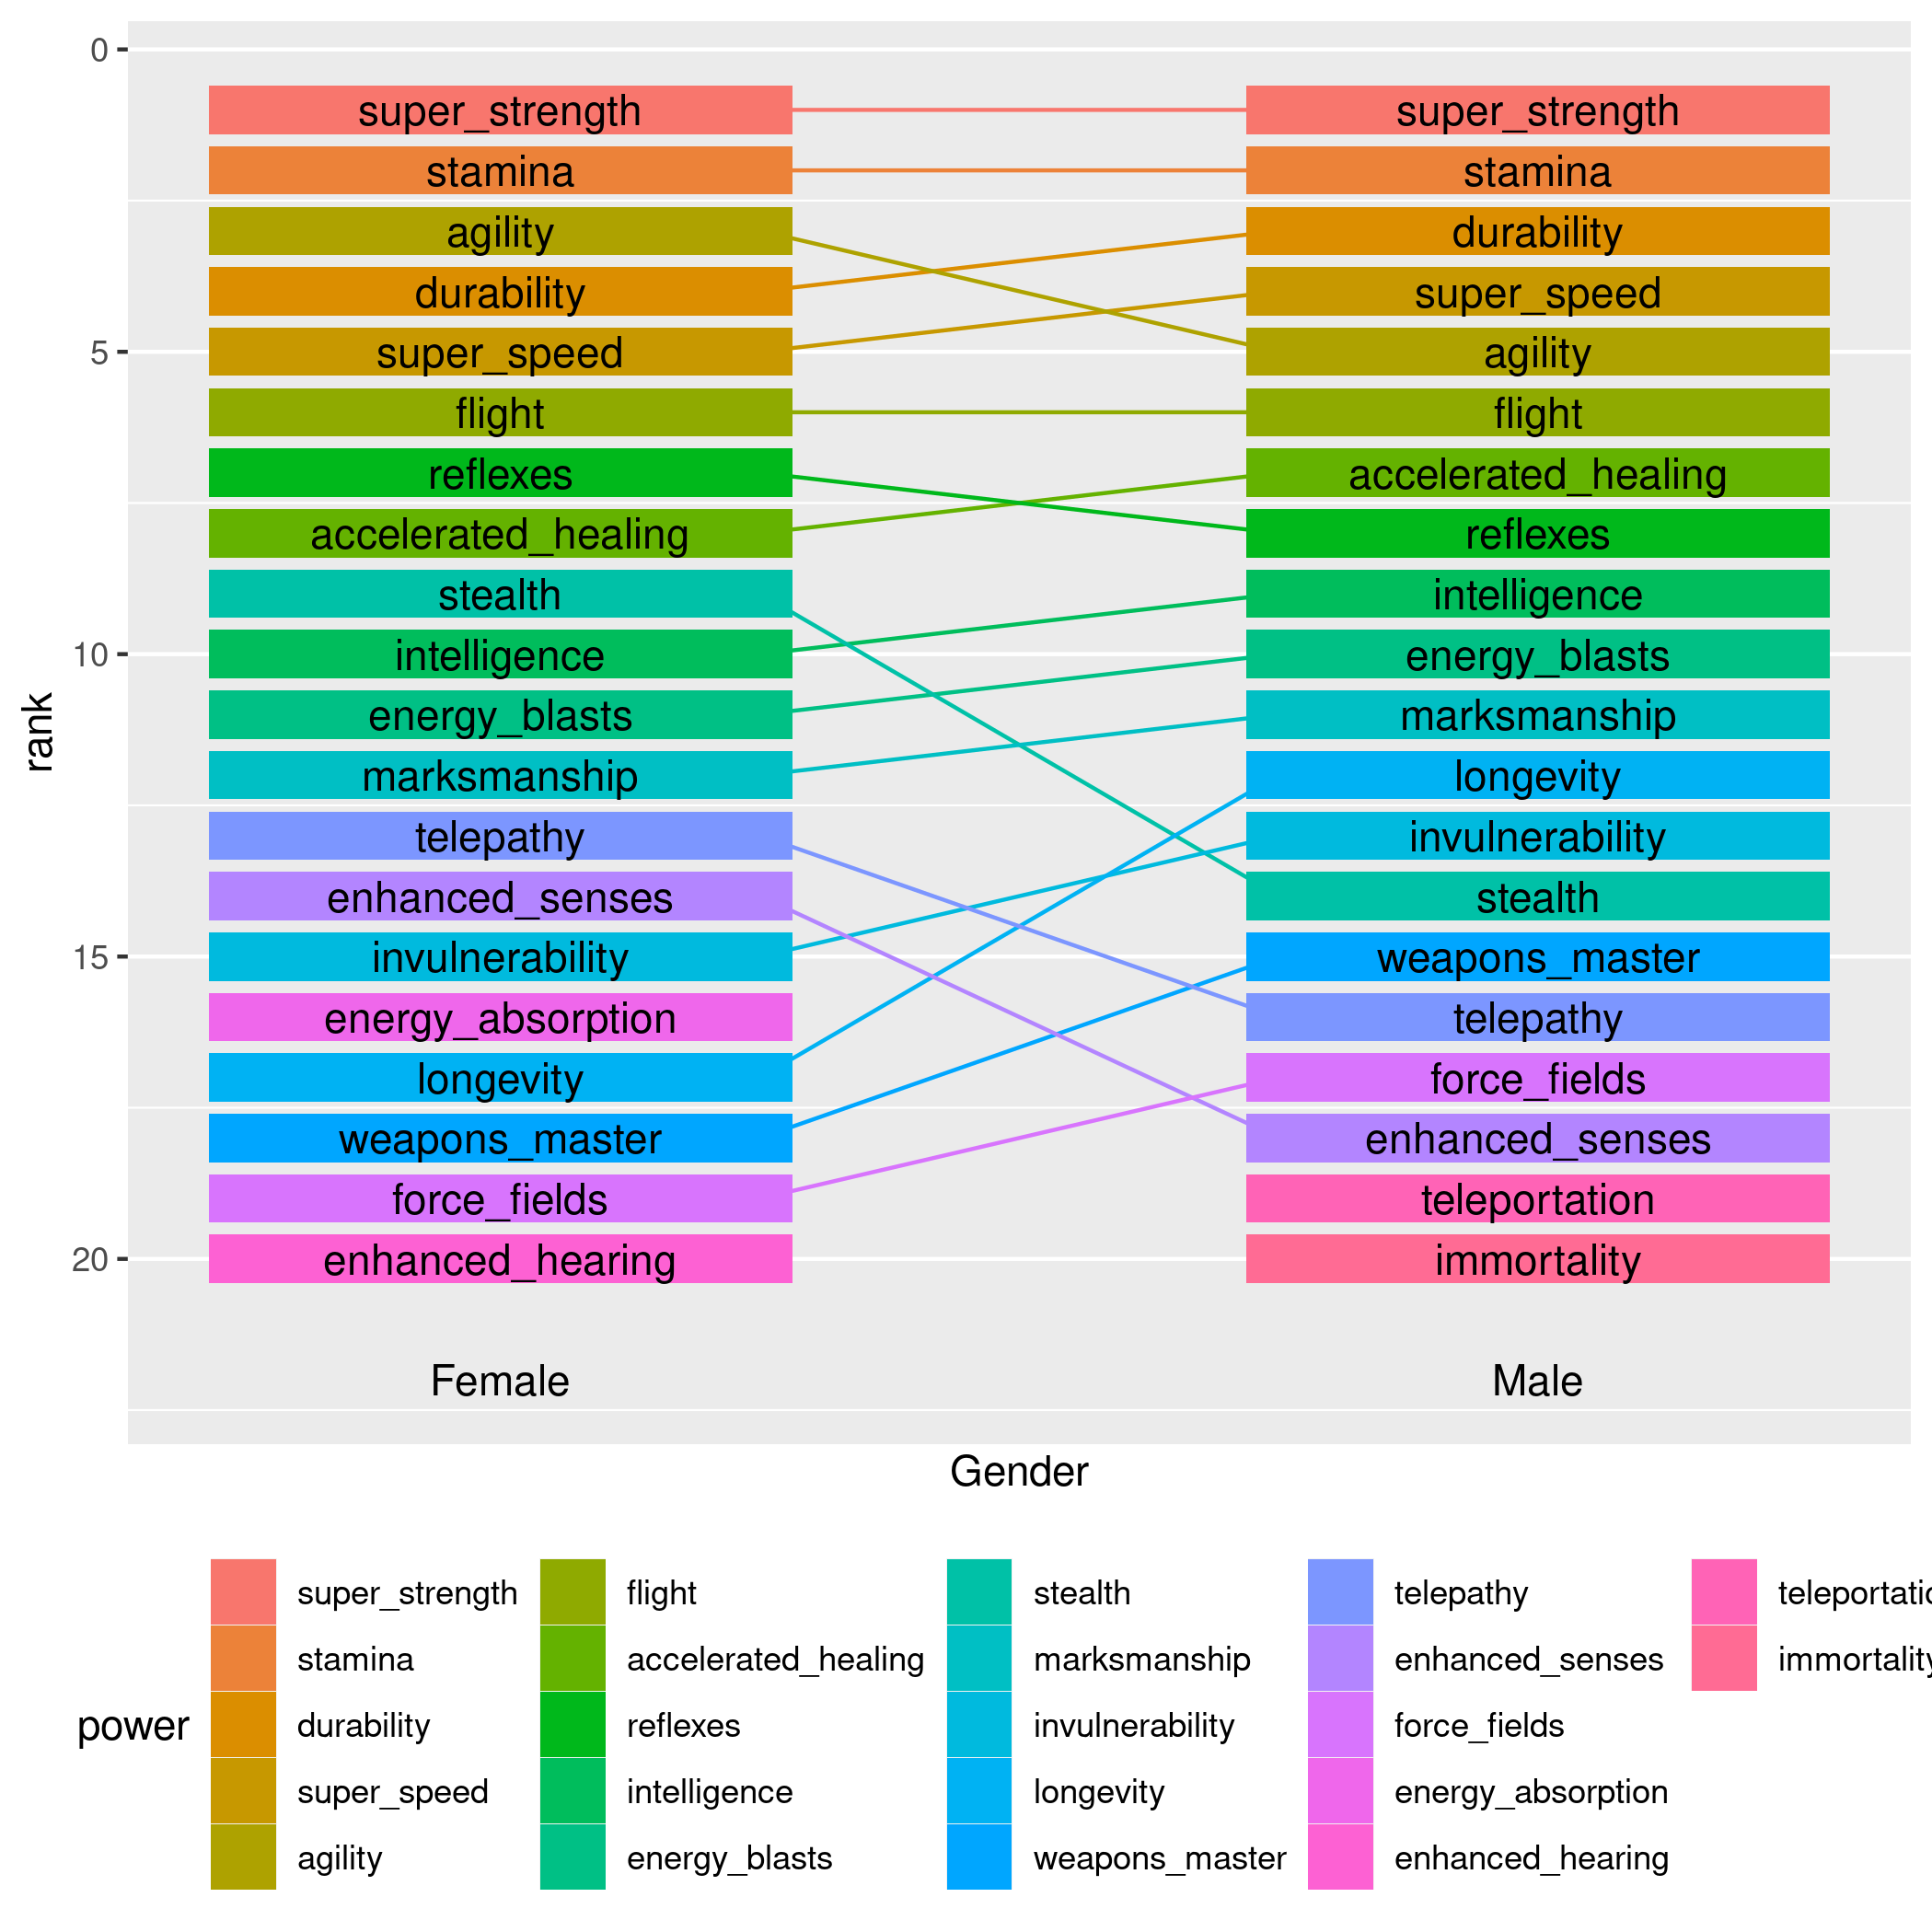 0
super_strength super_strength
stamina stamina
agility durability
durability super_speed
5 super_speed agility
flight flight
reflexes accelerated_healing
accelerated_healing reflexes
stealth intelligence
10 intelligence energy_blasts
energy_blasts marksmanship
rank
marksmanship longevity
telepathy invulnerability
enhanced_senses stealth
15 invulnerability weapons_master
energy_absorption telepathy
longevity force_fields
weapons_master enhanced_senses
force_fields teleportation
20 enhanced_hearing immortality
Female Male
Gender
power
super_strength flight stealth telepathy teleportatio
stamina accelerated_healing marksmanship enhanced_senses immortality
durability reflexes invulnerability force_fields
super_speed intelligence longevity energy_absorption
agility energy_blasts weapons_master enhanced_hearing